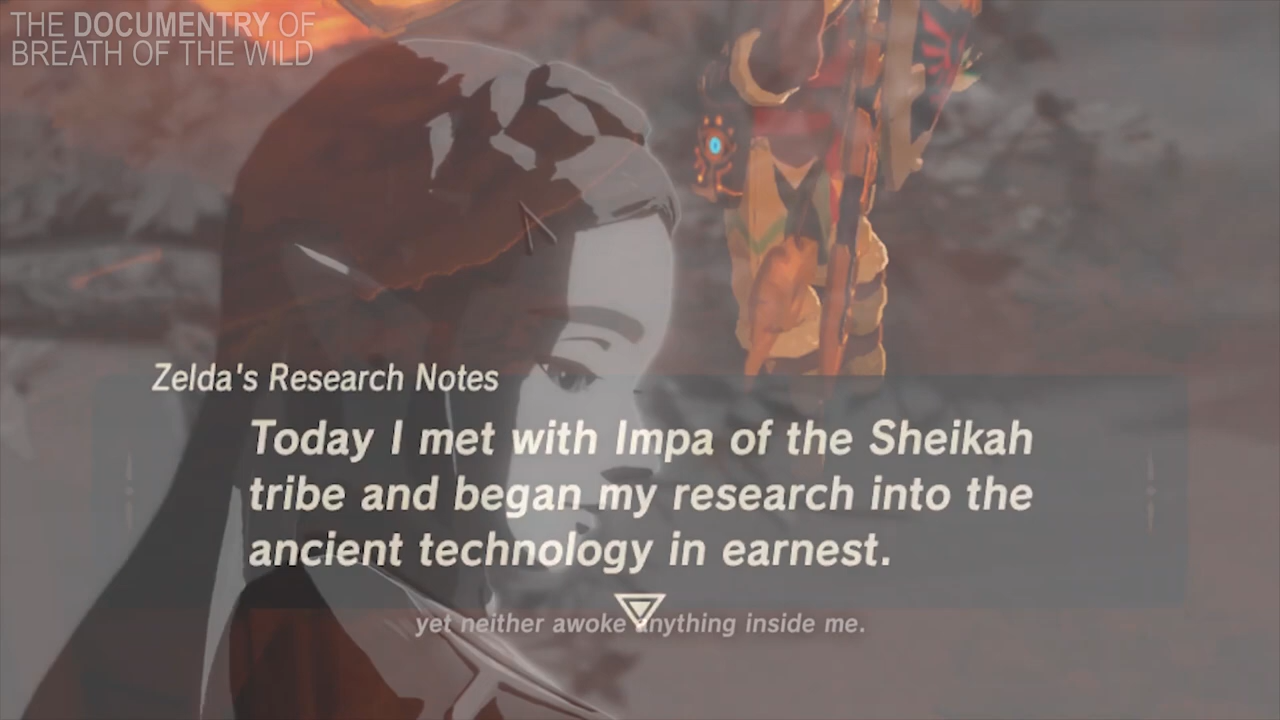 THE DOCUMENTRY OF
BREATH OF THE WILD
Zelda's Research Notes
Today I met with Impa of the Sheikah
tribe and began my research into the
ancient technology in earnest.
yet neither awoke anything inside me.